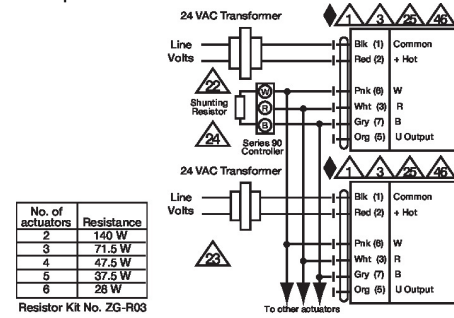 24 VAC Transformer
1 3 25 46
Line
Volts
Blk (1) Common
Red (2) + Hot
22
Shunting
Resistor
24
W
R
B
Series 90
Controller
Pnk (6) W
Wht (3) R
Gry (7) B
Org (5) U Output
24 VAC Transformer
1 3 25 46
Line
Volts
Blk (1) Common
Red (2) + Hot
23
Pnk (6) W
Wht (3) R
Gry (7) B
Org (5) U Output
To other actuators
No. of
actuators Resistance
2 140 W
3 71.5 W
4 47.5 W
5 37.5 W
6 28 W
Resistor Kit No. ZG-R03